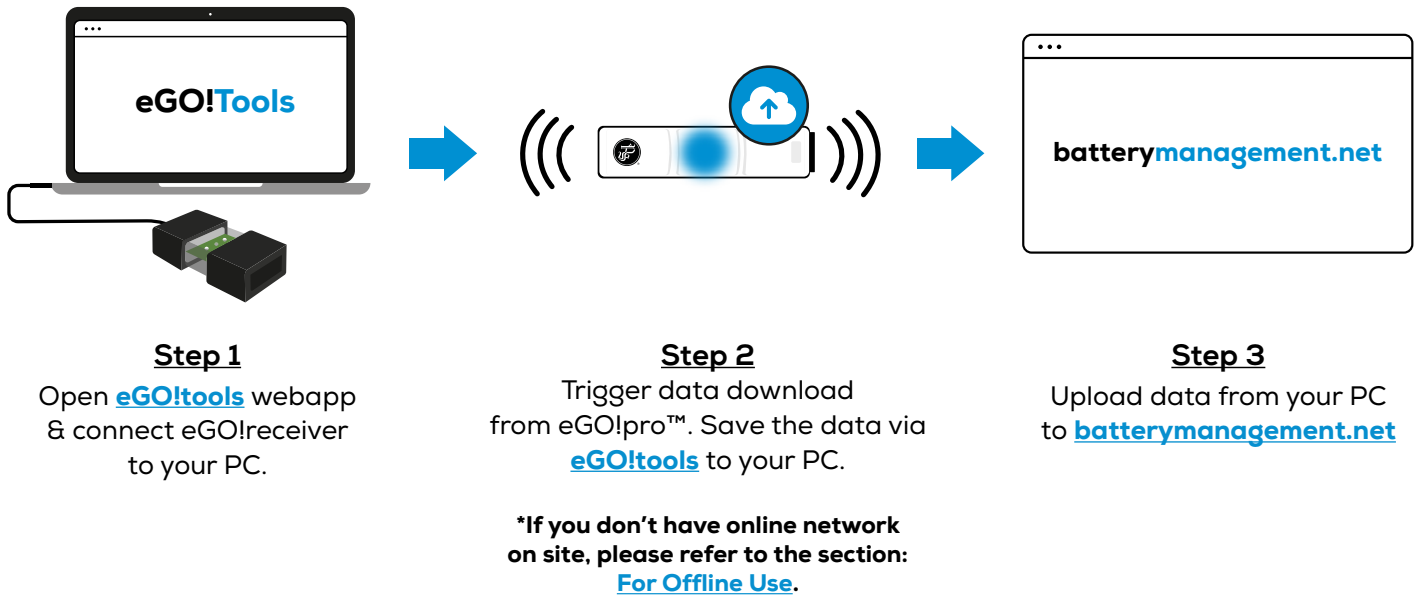 eGO!Tools
batterymanagement.net
Step 1
Open eGO!tools webapp
& connect eGO!receiver
to your PC.
Step 2
Trigger data download
from eGO!pro™. Save the data via
eGO!tools to your PC.
*If you don’t have online network
on site, please refer to the section:
For Offline Use.
Step 3
Upload data from your PC
to batterymanagement.net